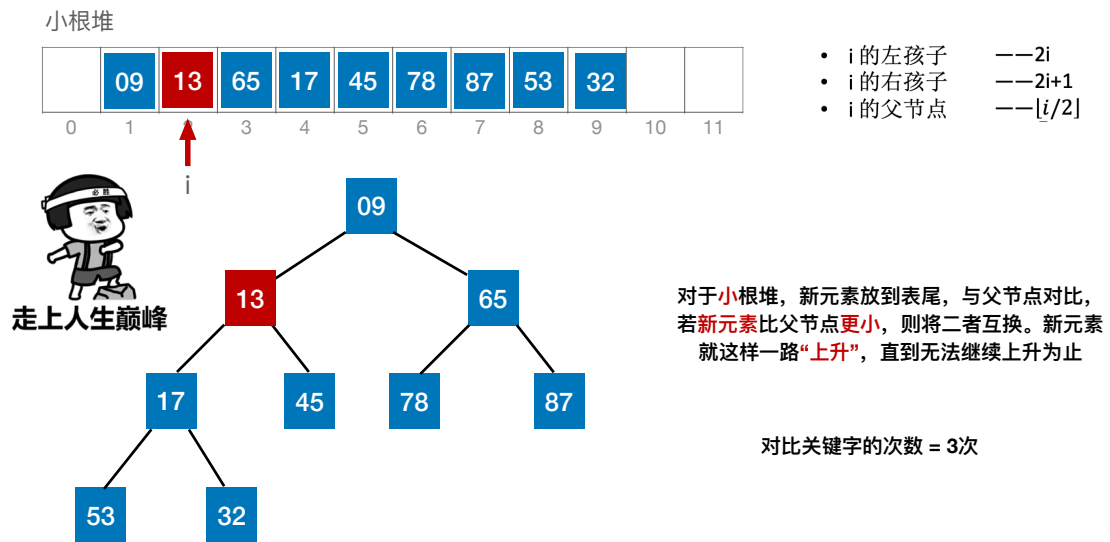 小根堆
09 13 65 17 45 78 87 53 32
0 1 2 3 4 5 6 7 8 9 10 11
i
• i 的左孩子 ——2i
• i 的右孩子 ——2i+1
• i 的父节点 ——⌊i/2⌋
必胜
走上人生巅峰
09
13 65
17 45 78 87
53 32
对于小根堆，新元素放到表尾，与父节点对比，
若新元素比父节点更小，则将二者互换。新元素
就这样一路“上升”，直到无法继续上升为止
对比关键字的次数 = 3次